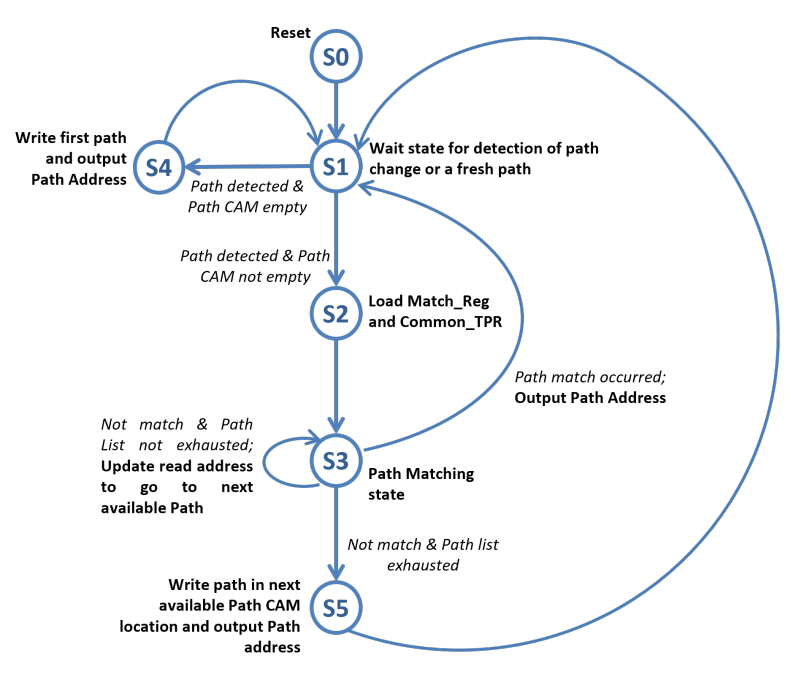 Reset
S0
Write first path
and output
Path Address
S4
S1
Wait state for detection of path
change or a fresh path
Path detected &
Path CAM empty
Path detected & Path
CAM not empty
S2
Load Match_Reg
and Common_TPR
Path match occurred;
Output Path Address
Not match & Path
List not exhausted;
Update read address
to go to next
available Path
S3
Path Matching
state
Not match & Path list
exhausted
Write path in next
available Path CAM
location and output Path
address
S5